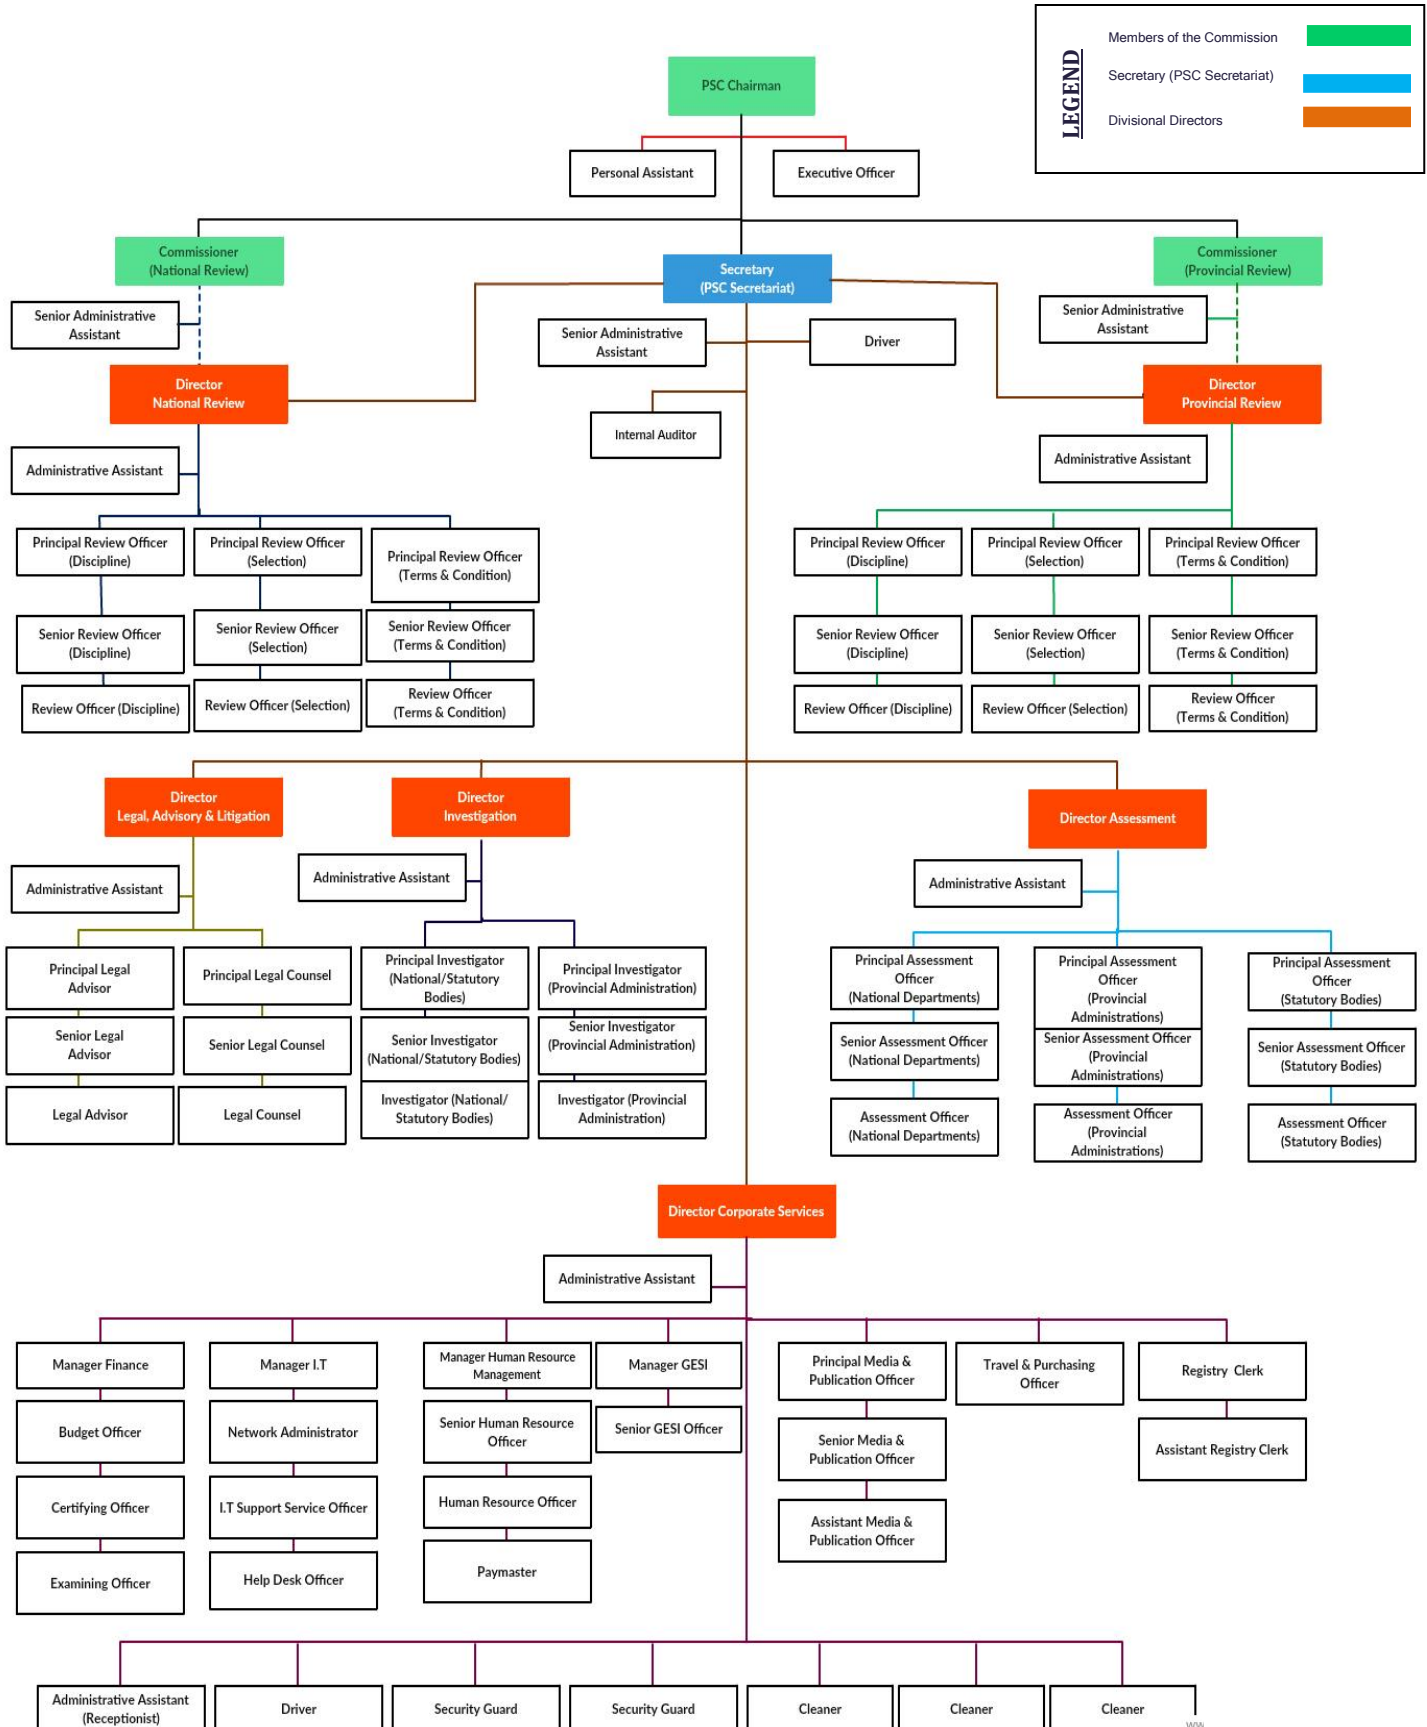 LEGEND
Members of the Commission
Secretary (PSC Secretariat)
Divisional Directors
PSC Chairman
Personal Assistant
Executive Officer
Commissioner
(National Review)
Secretary
(PSC Secretariat)
Commissioner
(Provincial Review)
Senior Administrative
Assistant
Senior Administrative
Assistant
Driver
Senior Administrative
Assistant
Director
National Review
Internal Auditor
Director
Provincial Review
Administrative Assistant
Administrative Assistant
Principal Review Officer
(Discipline)
Principal Review Officer
(Selection)
Principal Review Officer
(Terms & Condition)
Senior Review Officer
(Discipline)
Senior Review Officer
(Selection)
Senior Review Officer
(Terms & Condition)
Review Officer (Discipline)
Review Officer (Selection)
Review Officer
(Terms & Condition)
Principal Review Officer
(Discipline)
Principal Review Officer
(Selection)
Principal Review Officer
(Terms & Condition)
Senior Review Officer
(Discipline)
Senior Review Officer
(Selection)
Senior Review Officer
(Terms & Condition)
Review Officer (Discipline)
Review Officer (Selection)
Review Officer
(Terms & Condition)
Director
Legal, Advisory & Litigation
Director
Investigation
Director Assessment
Administrative Assistant
Administrative Assistant
Administrative Assistant
Principal Legal
Advisor
Principal Legal Counsel
Senior Legal
Advisor
Senior Legal Counsel
Legal Advisor
Legal Counsel
Principal Investigator
(National/Statutory
Bodies)
Principal Investigator
(Provincial Administration)
Senior Investigator
(National/Statutory Bodies)
Senior Investigator
(Provincial Administration)
Investigator (National/
Statutory Bodies)
Investigator (Provincial
Administration)
Principal Assessment
Officer
(National Departments)
Principal Assessment
Officer
(Provincial
Administrations)
Principal Assessment
Officer
(Statutory Bodies)
Senior Assessment Officer
(National Departments)
Senior Assessment Officer
(Provincial
Administrations)
Senior Assessment Officer
(Statutory Bodies)
Assessment Officer
(National Departments)
Assessment Officer
(Provincial
Administrations)
Assessment Officer
(Statutory Bodies)
Director Corporate Services
Administrative Assistant
Manager Finance
Manager I.T
Manager Human Resource
Management
Manager GESI
Principal Media &
Publication Officer
Travel & Purchasing
Officer
Registry Clerk
Budget Officer
Network Administrator
Senior Human Resource
Officer
Senior GESI Officer
Senior Media &
Publication Officer
Assistant Registry Clerk
Certifying Officer
I.T Support Service Officer
Human Resource Officer
Assistant Media &
Publication Officer
Examining Officer
Help Desk Officer
Paymaster
Administrative Assistant
(Receptionist)
Driver
Security Guard
Security Guard
Cleaner
Cleaner
Cleaner